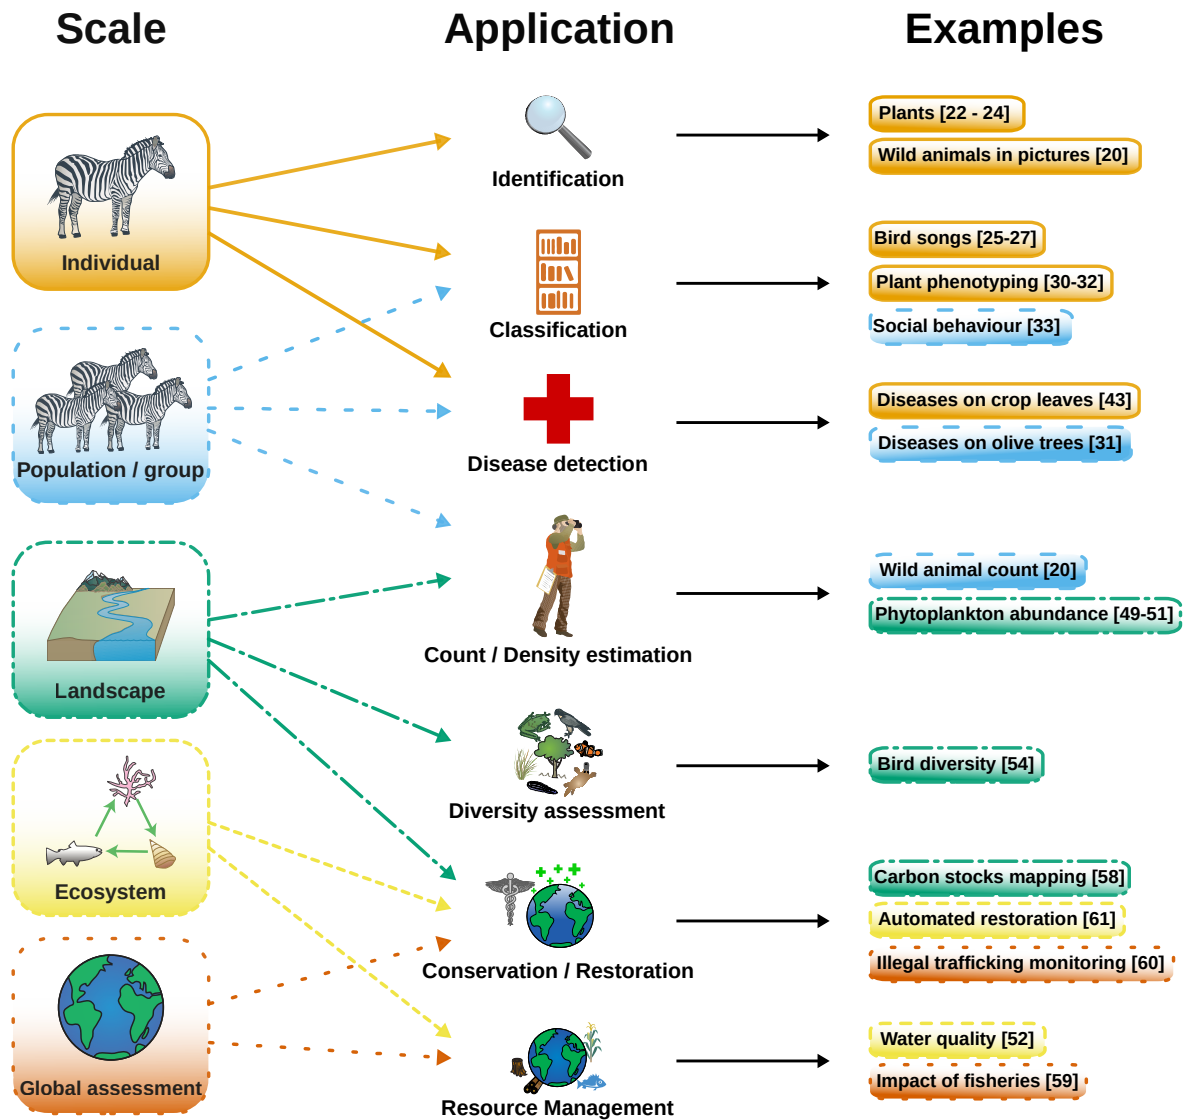 Scale
Application
Examples
Individual
Population / group
Landscape
Ecosystem
Global assessment
Identification
Classification
Disease detection
Count / Density estimation
Diversity assessment
Conservation / Restoration
Resource Management
Plants [22 - 24]
Wild animals in pictures [20]
Bird songs [25-27]
Plant phenotyping [30-32]
Social behaviour [33]
Diseases on crop leaves [43]
Diseases on olive trees [31]
Wild animal count [20]
Phytoplankton abundance [49-51]
Bird diversity [54]
Carbon stocks mapping [58]
Automated restoration [61]
Illegal trafficking monitoring [60]
Water quality [52]
Impact of fisheries [59]